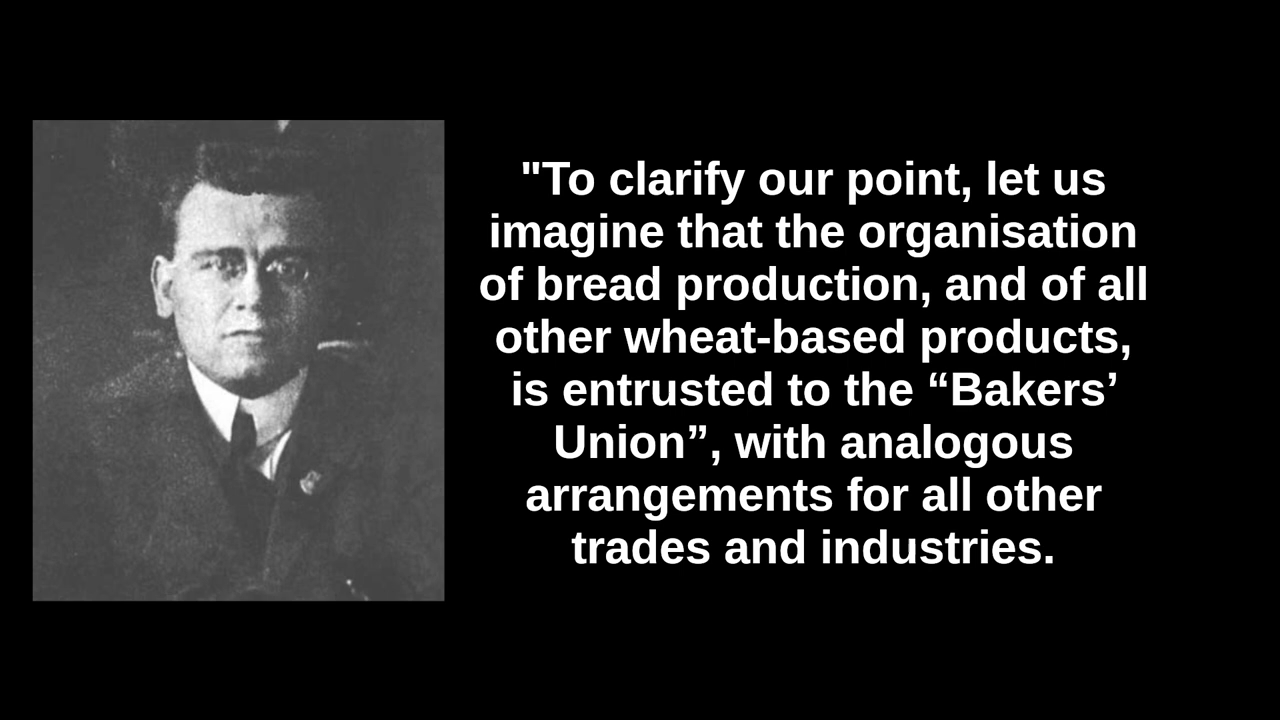 "To clarify our point, let us
imagine that the organisation
of bread production, and of all
other wheat-based products,
is entrusted to the “Bakers’
Union”, with analogous
arrangements for all other
trades and industries.